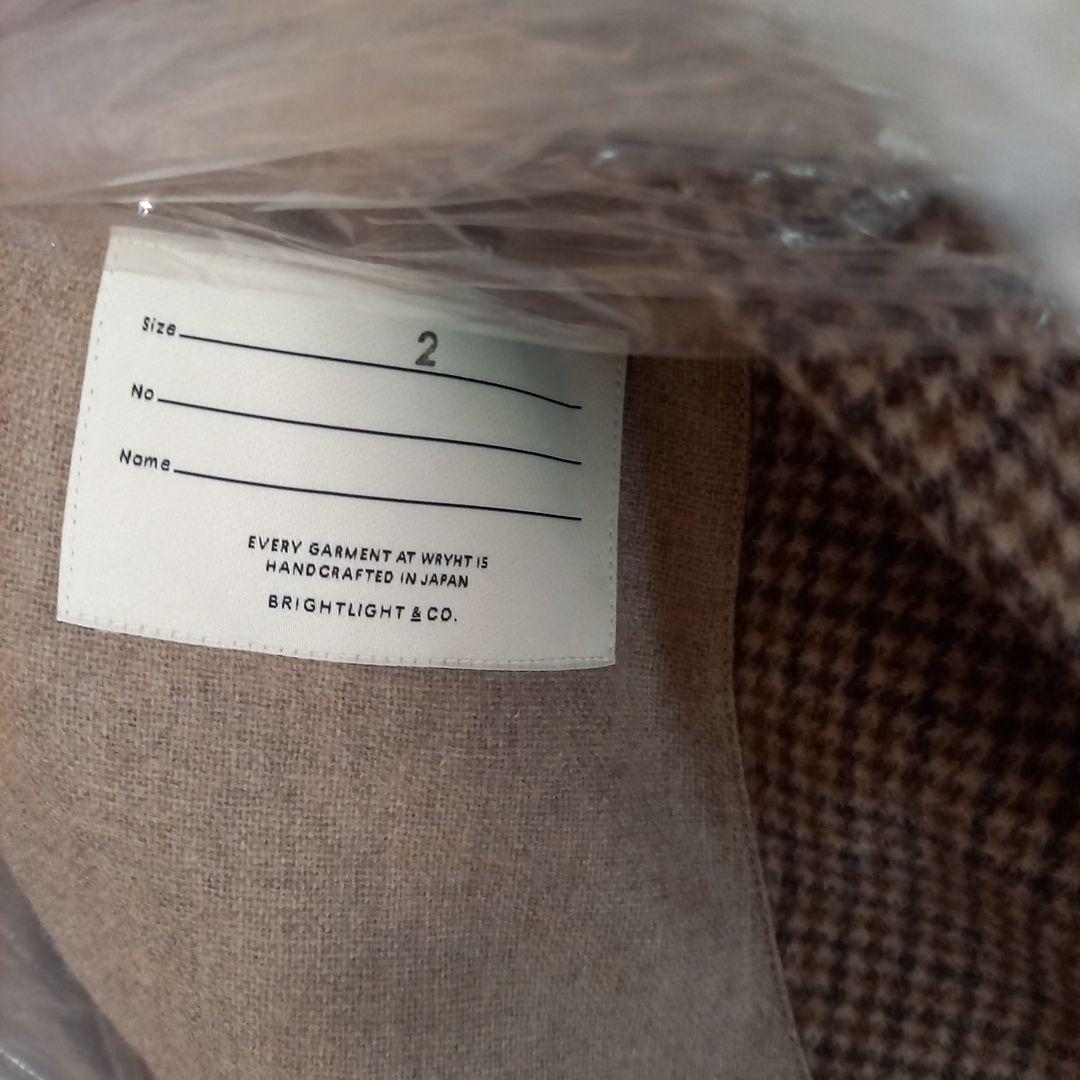 Size 2
No
Name
EVERY GARMENT AT WRYHT IS
HANDCRAFTED IN JAPAN
BRIGHTLIGHT & CO.